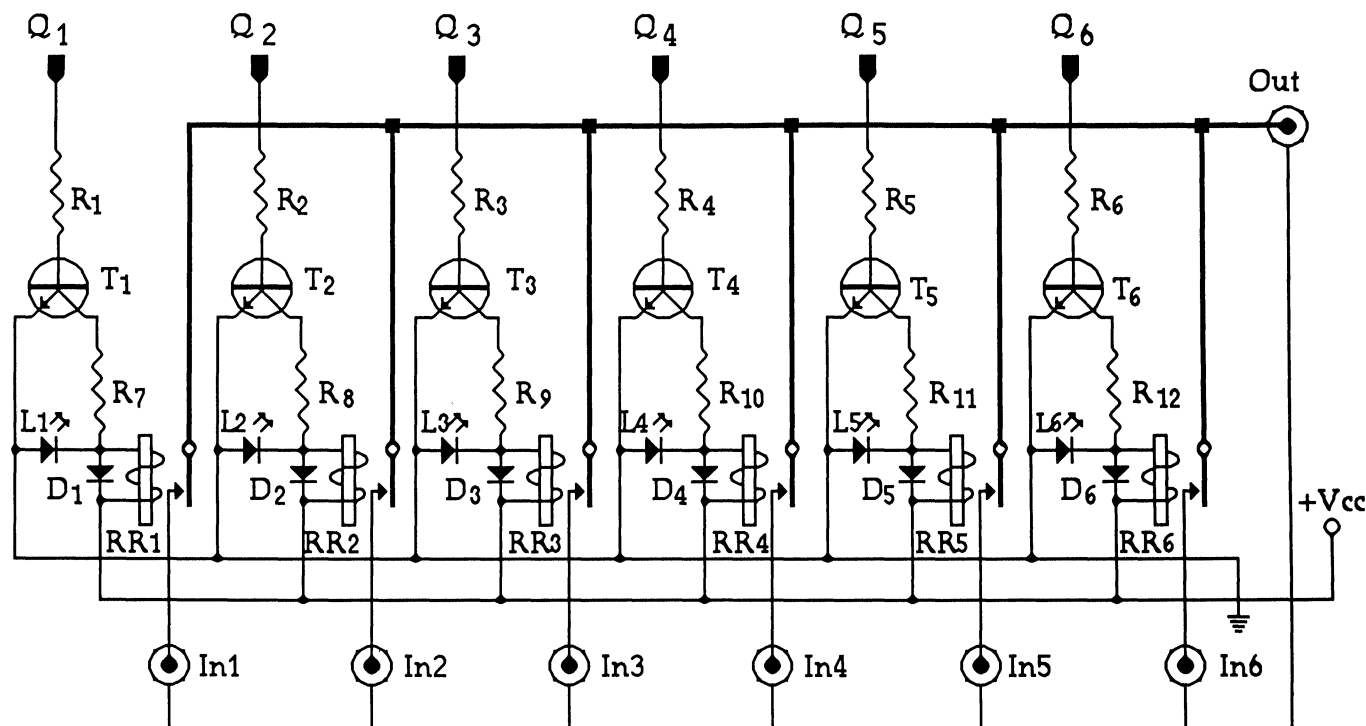 Q1 Q2 Q3 Q4 Q5 Q6
Out
R1 R2 R3 R4 R5 R6
T1 T2 T3 T4 T5 T6
R7 R8 R9 R10 R11 R12
L1 L2 L3 L4 L5 L6
D1 D2 D3 D4 D5 D6
+Vcc
RR1 RR2 RR3 RR4 RR5 RR6
In1 In2 In3 In4 In5 In6